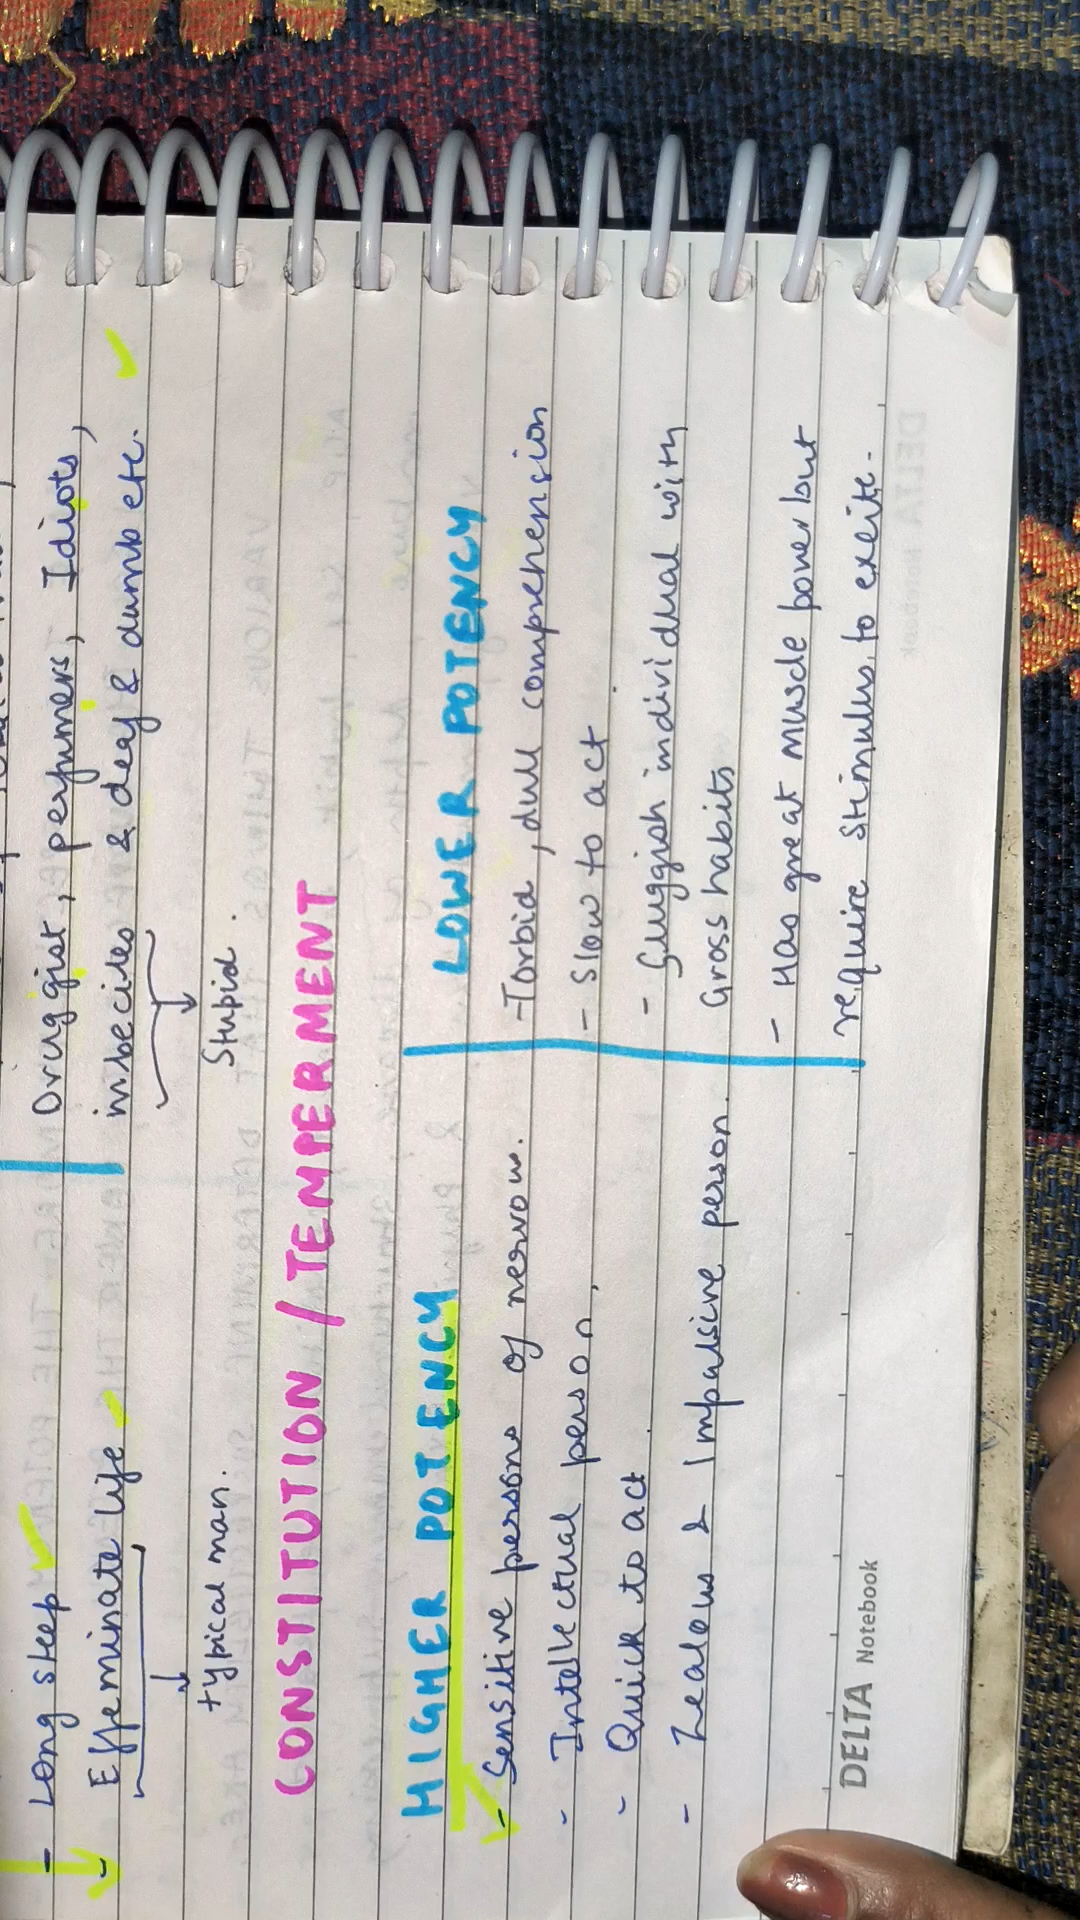 - Long sleep
Effeminate life
typical man.
Drug gist, perfumers, Idiots,
imbeciles & deaf & dumb etc.
Stupid.
CONSTITUTION / TEMPERMENT
HIGHER POTENCY
- Sensitive persons of nervous.
- Intellectual person,
- Quick to act.
- Zealous & Impulsive person.
LOWER POTENCY
- Torbid, dull comprehension
- Slow to act
- Sluggish individual with
Gross habits
- Has great muscle power but
require stimulus to exite.
DELTA Notebook